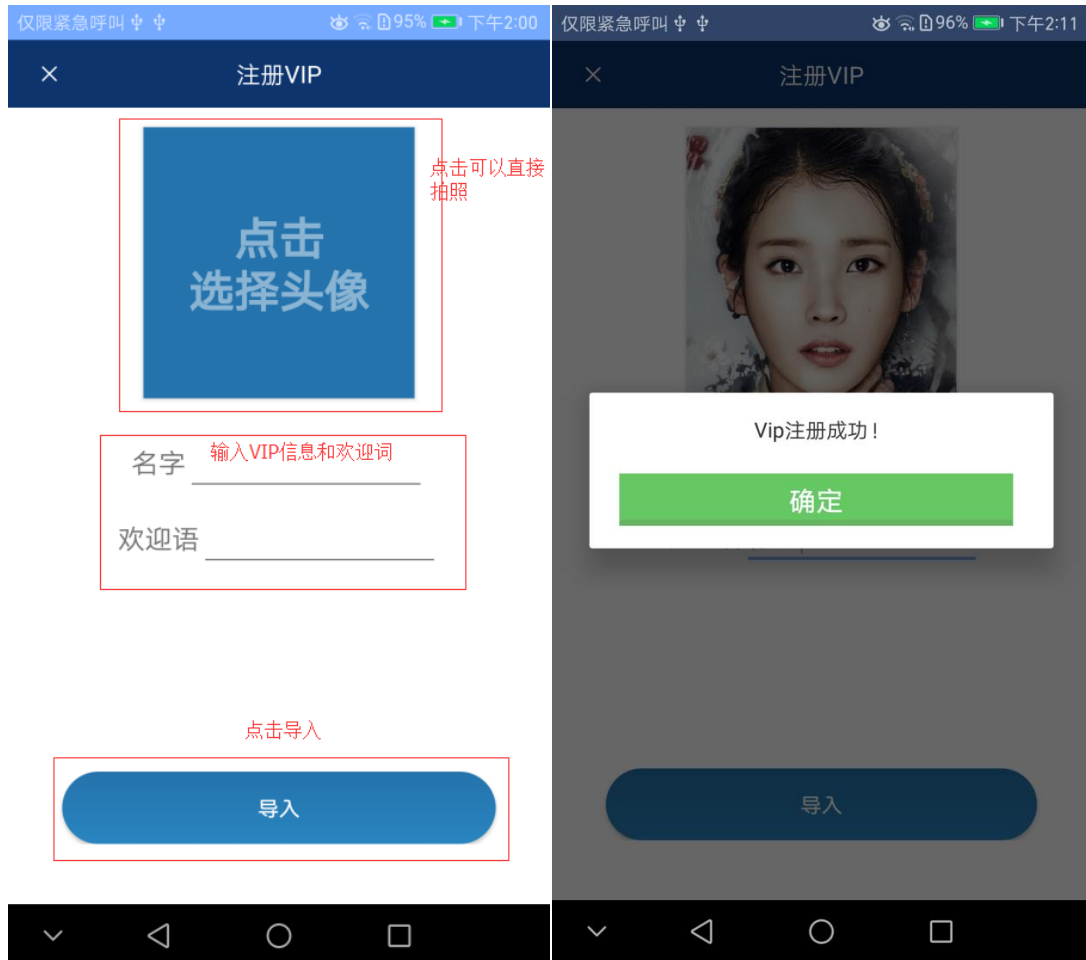 仅限紧急呼叫
95%
下午2:00
注册VIP
点击
选择头像
点击可以直接
拍照
名字
输入VIP信息和欢迎词
欢迎语
点击导入
导入
仅限紧急呼叫
96%
下午2:11
注册VIP
Vip注册成功!
确定
导入